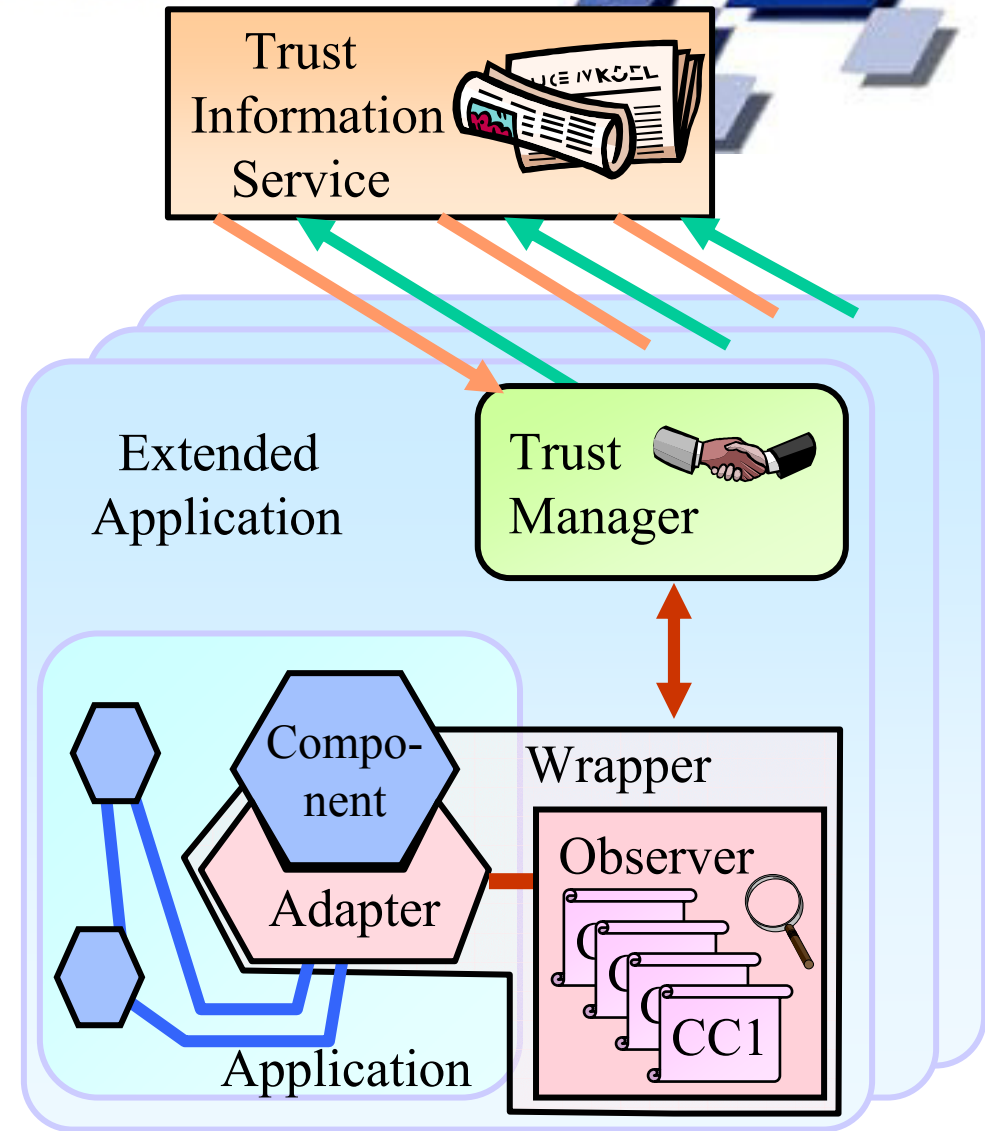 Trust
Information
Service
Extended
Application
Trust
Manager
Compo-
nent
Wrapper
Observer
Adapter
C
C
C
CC1
Application